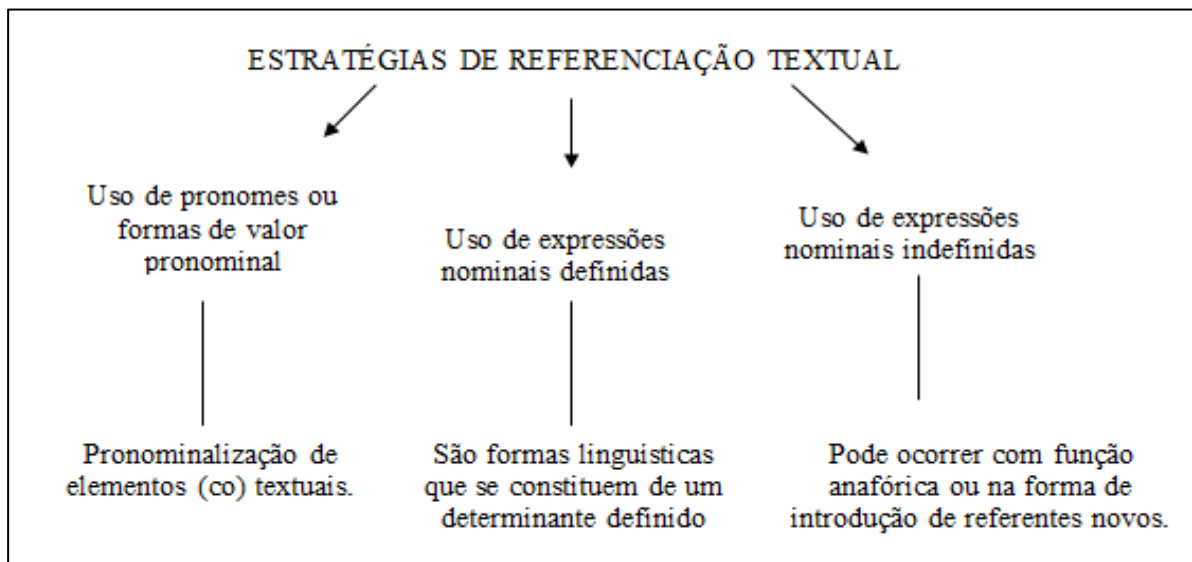 ESTRATÉGIAS DE REFERENCIAÇÃO TEXTUAL
Uso de pronomes ou
formas de valor
pronominal
Uso de expressões
nominais definidas
Uso de expressões
nominais indefinidas
Pronominalização de
elementos (co) textuais.
São formas linguisticas
que se constituem de um
determinante definido
Pode ocorrer com função
anafórica ou na forma de
introdução de referentes novos.